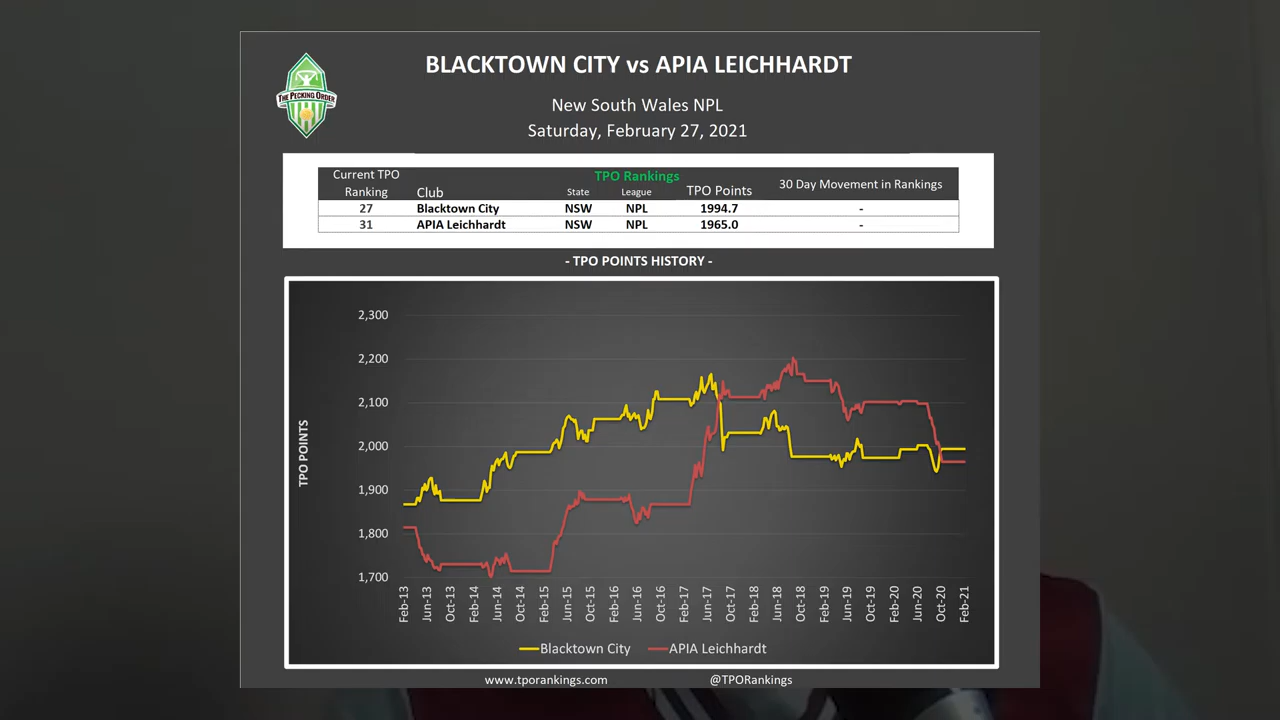 BLACKTOWN CITY vs APIA LEICHHARDT
THE PECKING ORDER
New South Wales NPL
Saturday, February 27, 2021
Current TPO Ranking Club TPO Rankings State League TPO Points 30 Day Movement in Rankings
27 Blacktown City NSW NPL 1994.7 -
31 APIA Leichhardt NSW NPL 1965.0 -
- TPO POINTS HISTORY -
TPO POINTS
2,300
2,200
2,100
2,000
1,900
1,800
1,700
Feb-13 Jun-13 Oct-13 Feb-14 Jun-14 Oct-14 Feb-15 Jun-15 Oct-15 Feb-16 Jun-16 Oct-16 Feb-17 Jun-17 Oct-17 Feb-18 Jun-18 Oct-18 Feb-19 Jun-19 Oct-19 Feb-20 Jun-20 Oct-20 Feb-21
Blacktown City APIA Leichhardt
www.tporankings.com @TPORankings